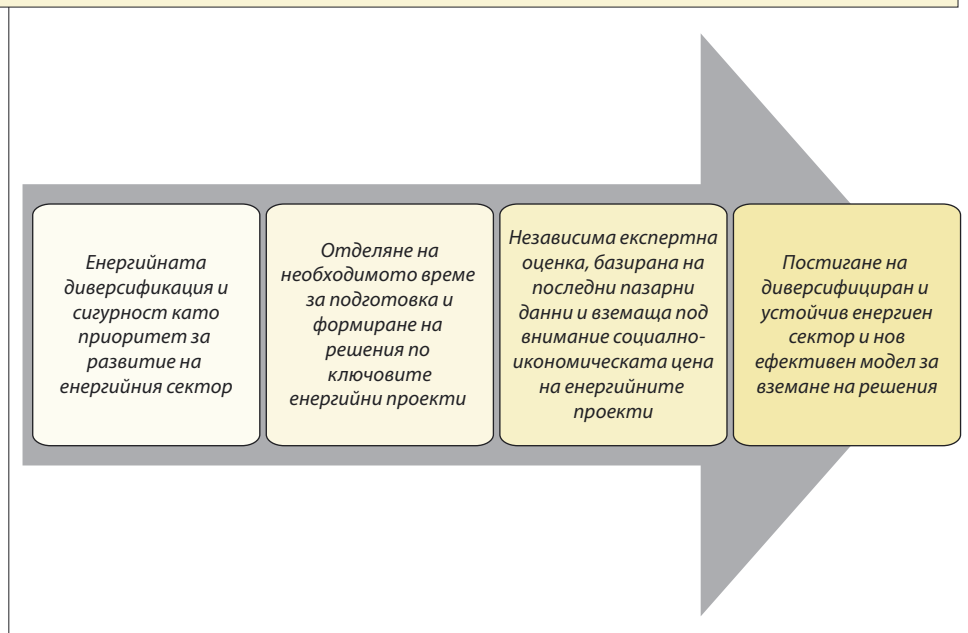 Енергийната
диверсификация и
сигурност като
приоритет за
развитие на
енергийния сектор
Отделяне на
необходимото време
за подготовка и
формиране на
решения по
ключовите
енергийни проекти
Независима експертна
оценка, базирана на
последни пазарни
данни и вземаща под
внимание социално-
икономическата цена
на енергийните
проекти
Постигане на
диверсифициран и
устойчив енергиен
сектор и нов
ефективен модел за
вземане на решения